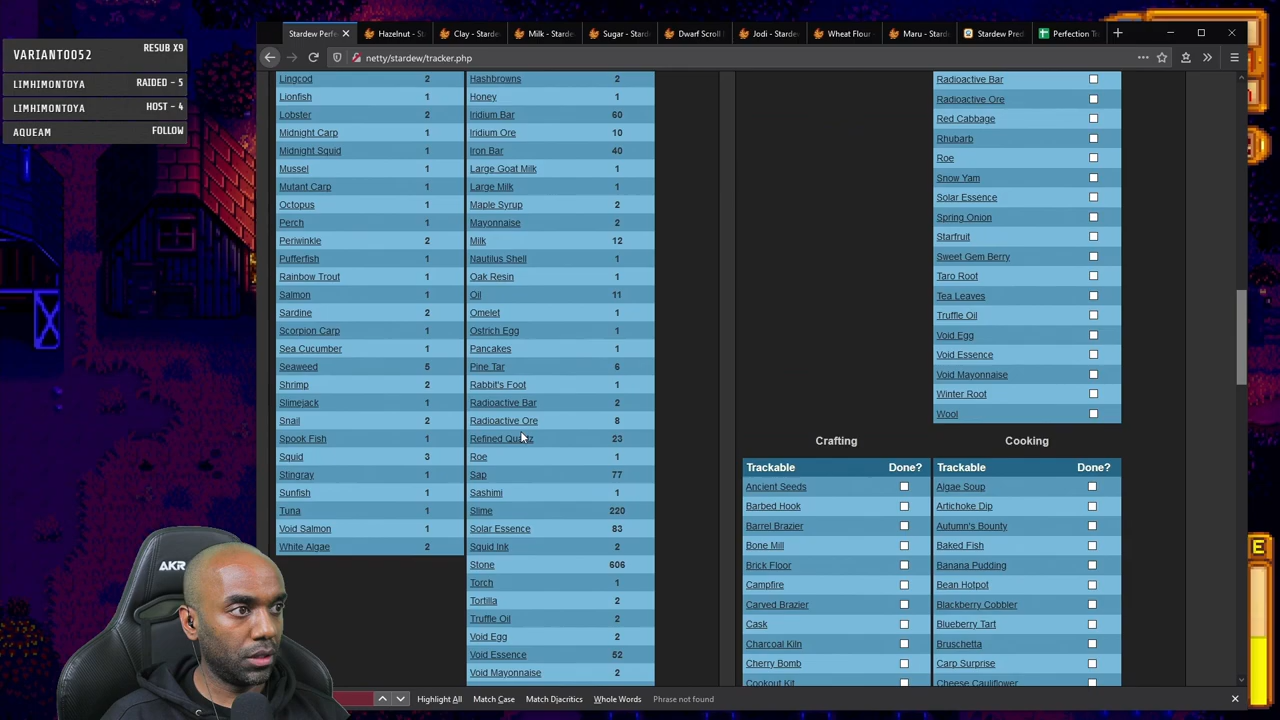 VARIANT0052 RESUB X9
LIMHIMONTOYA RAIDED - 5
LIMHIMONTOYA HOST - 4
AQUEAM FOLLOW
Stardew Perf
Hazelnut - S
Clay - Stardew
Milk - Stardew
Sugar - Stardew
Dwarf Scroll
Jodi - Stardew
Wheat Flour -
Maru - Stardew
Stardew Pred
Perfection Tr
netty/stardew/tracker.php
Lingcod 2
Lionfish 1
Lobster 2
Midnight Carp 1
Midnight Squid 1
Mussel 1
Mutant Carp 1
Octopus 1
Perch 1
Periwinkle 2
Pufferfish 1
Rainbow Trout 1
Salmon 1
Sardine 2
Scorpion Carp 1
Sea Cucumber 1
Seaweed 5
Shrimp 2
Slimejack 1
Snail 2
Spook Fish 1
Squid 3
Stingray 1
Sunfish 1
Tuna 1
Void Salmon 1
White Algae 2
Hashbrowns 2
Honey 1
Iridium Bar 60
Iridium Ore 10
Iron Bar 40
Large Goat Milk 1
Large Milk 1
Maple Syrup 2
Mayonnaise 2
Milk 12
Nautilus Shell 1
Oak Resin 1
Oil 11
Omelet 1
Ostrich Egg 1
Pancakes 1
Pine Tar 6
Rabbit's Foot 1
Radioactive Bar 2
Radioactive Ore 8
Refined Quartz 23
Roe 1
Sap 77
Sashimi 1
Slime 220
Solar Essence 83
Squid Ink 2
Stone 606
Torch 1
Tortilla 2
Truffle Oil 2
Void Egg 2
Void Essence 52
Void Mayonnaise 2
Radioactive Bar
Radioactive Ore
Red Cabbage
Rhubarb
Roe
Snow Yam
Solar Essence
Spring Onion
Starfruit
Sweet Gem Berry
Taro Root
Tea Leaves
Truffle Oil
Void Egg
Void Essence
Void Mayonnaise
Winter Root
Wool
Crafting
Trackable Done?
Ancient Seeds
Barbed Hook
Barrel Brazier
Bone Mill
Brick Floor
Campfire
Carved Brazier
Cask
Charcoal Kiln
Cherry Bomb
Cookout Kit
Cooking
Trackable Done?
Algae Soup
Artichoke Dip
Autumn's Bounty
Baked Fish
Banana Pudding
Bean Hotpot
Blackberry Cobbler
Blueberry Tart
Bruschetta
Carp Surprise
Cheese Cauliflower
AKR
E
Highlight All Match Case Match Diacritics Whole Words Phrase not found